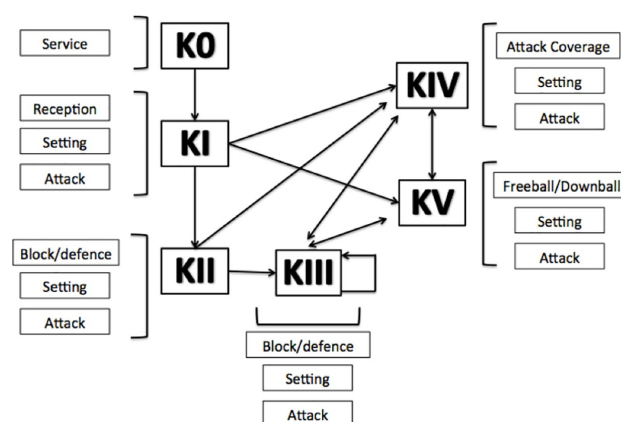 Service
K0
Attack Coverage
KIV
Setting
Attack
Reception
KI
Setting
Attack
Freeball/Downball
KV
Setting
Attack
Block/defence
KII
KIII
Setting
Attack
Block/defence
Setting
Attack